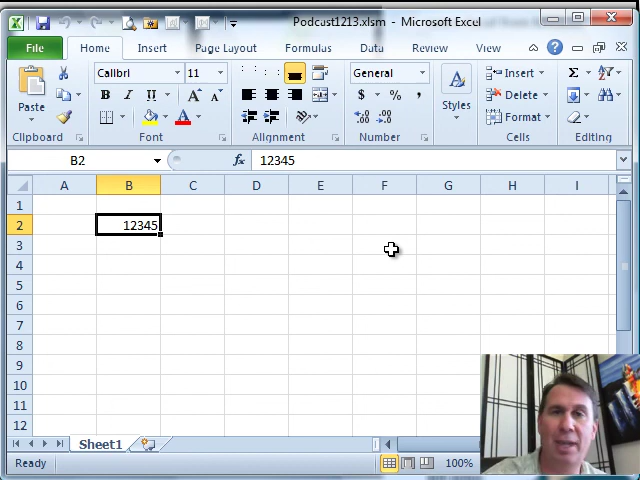 Podcast1213.xlsm - Microsoft Excel
File Home Insert Page Layout Formulas Data Review View
Paste
Calibri 11
B I U A A
A
General
$ % ,
Styles
Insert
Delete
Format
Σ
Clipboard Font Alignment Number Cells Editing
B2 fx 12345
A B C D E F G H I
1
2 12345
3
4
5
6
7
8
9
10
11
12
Sheet1
Ready 100%